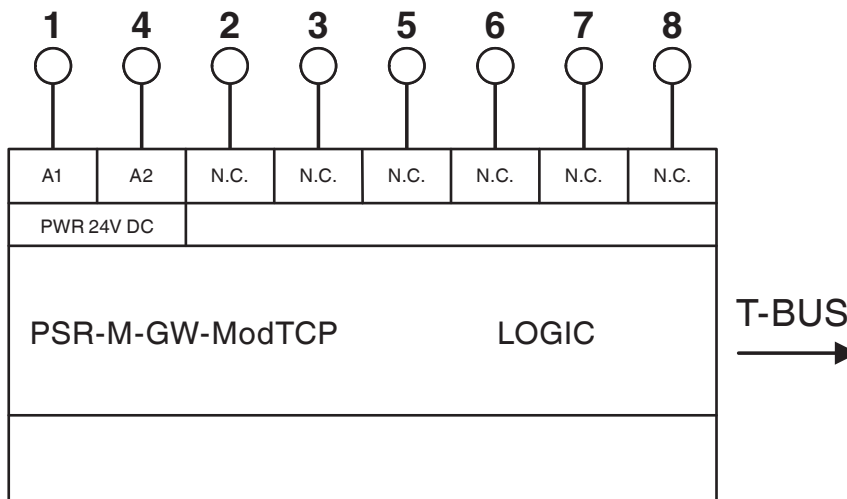 1 4 2 3 5 6 7 8
A1 A2 N.C. N.C. N.C. N.C. N.C. N.C.
PWR 24V DC
PSR-M-GW-ModTCP LOGIC
T-BUS